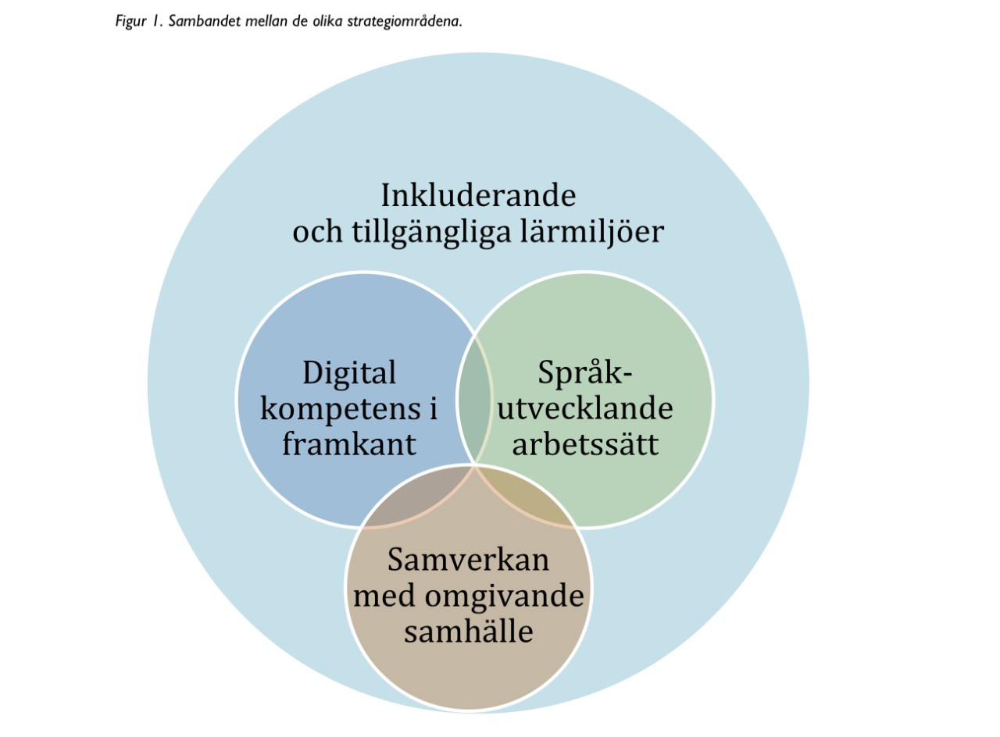 Figur 1. Sambandet mellan de olika strategiområdena.
Inkluderande
och tillgängliga lärmiljöer
Digital
kompetens i
framkant
Språk-
utvecklande
arbetssätt
Samverkan
med omgivande
samhälle